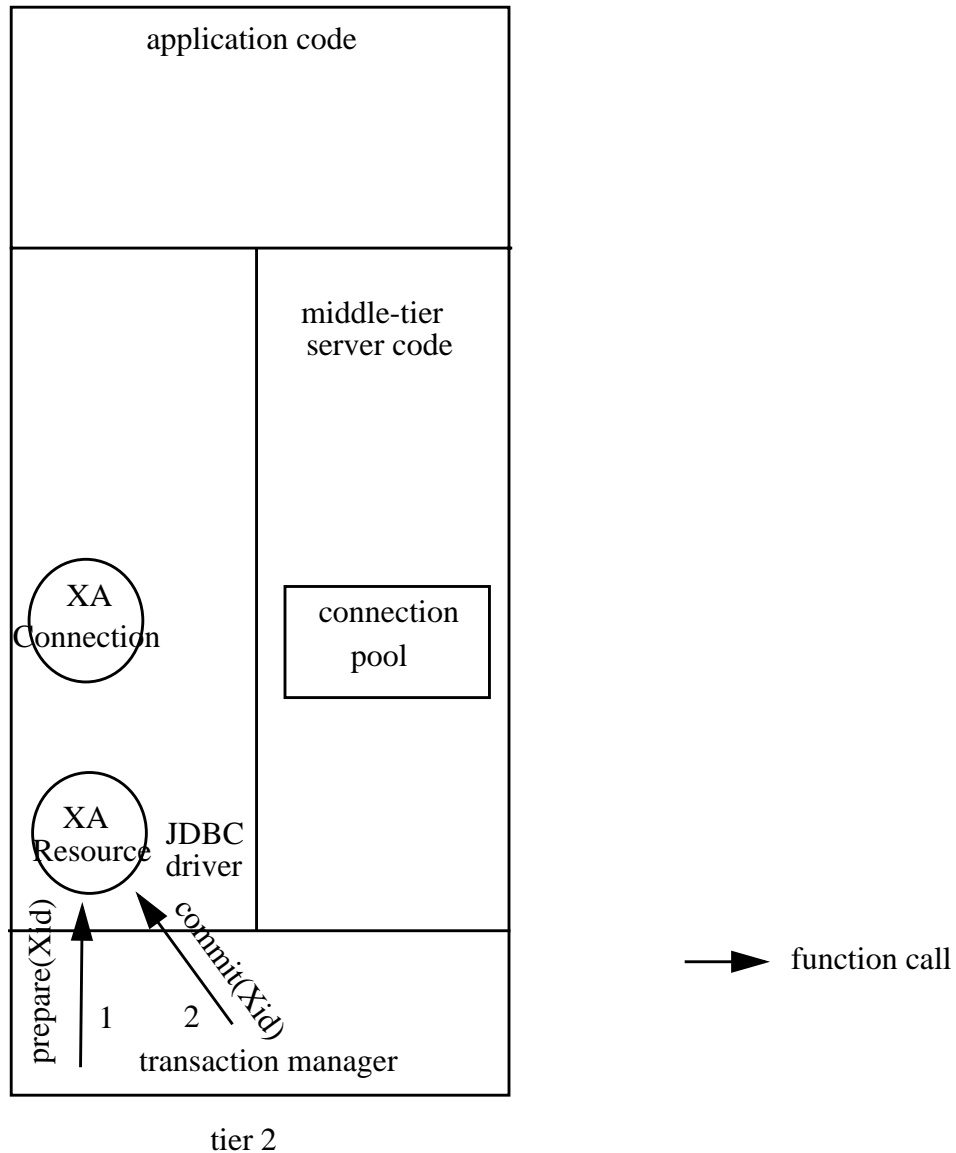 application code
middle-tier
server code
XA
Connection
connection
pool
XA
Resource
JDBC
driver
prepare(Xid)
1
2
commit(Xid)
transaction manager
function call
tier 2